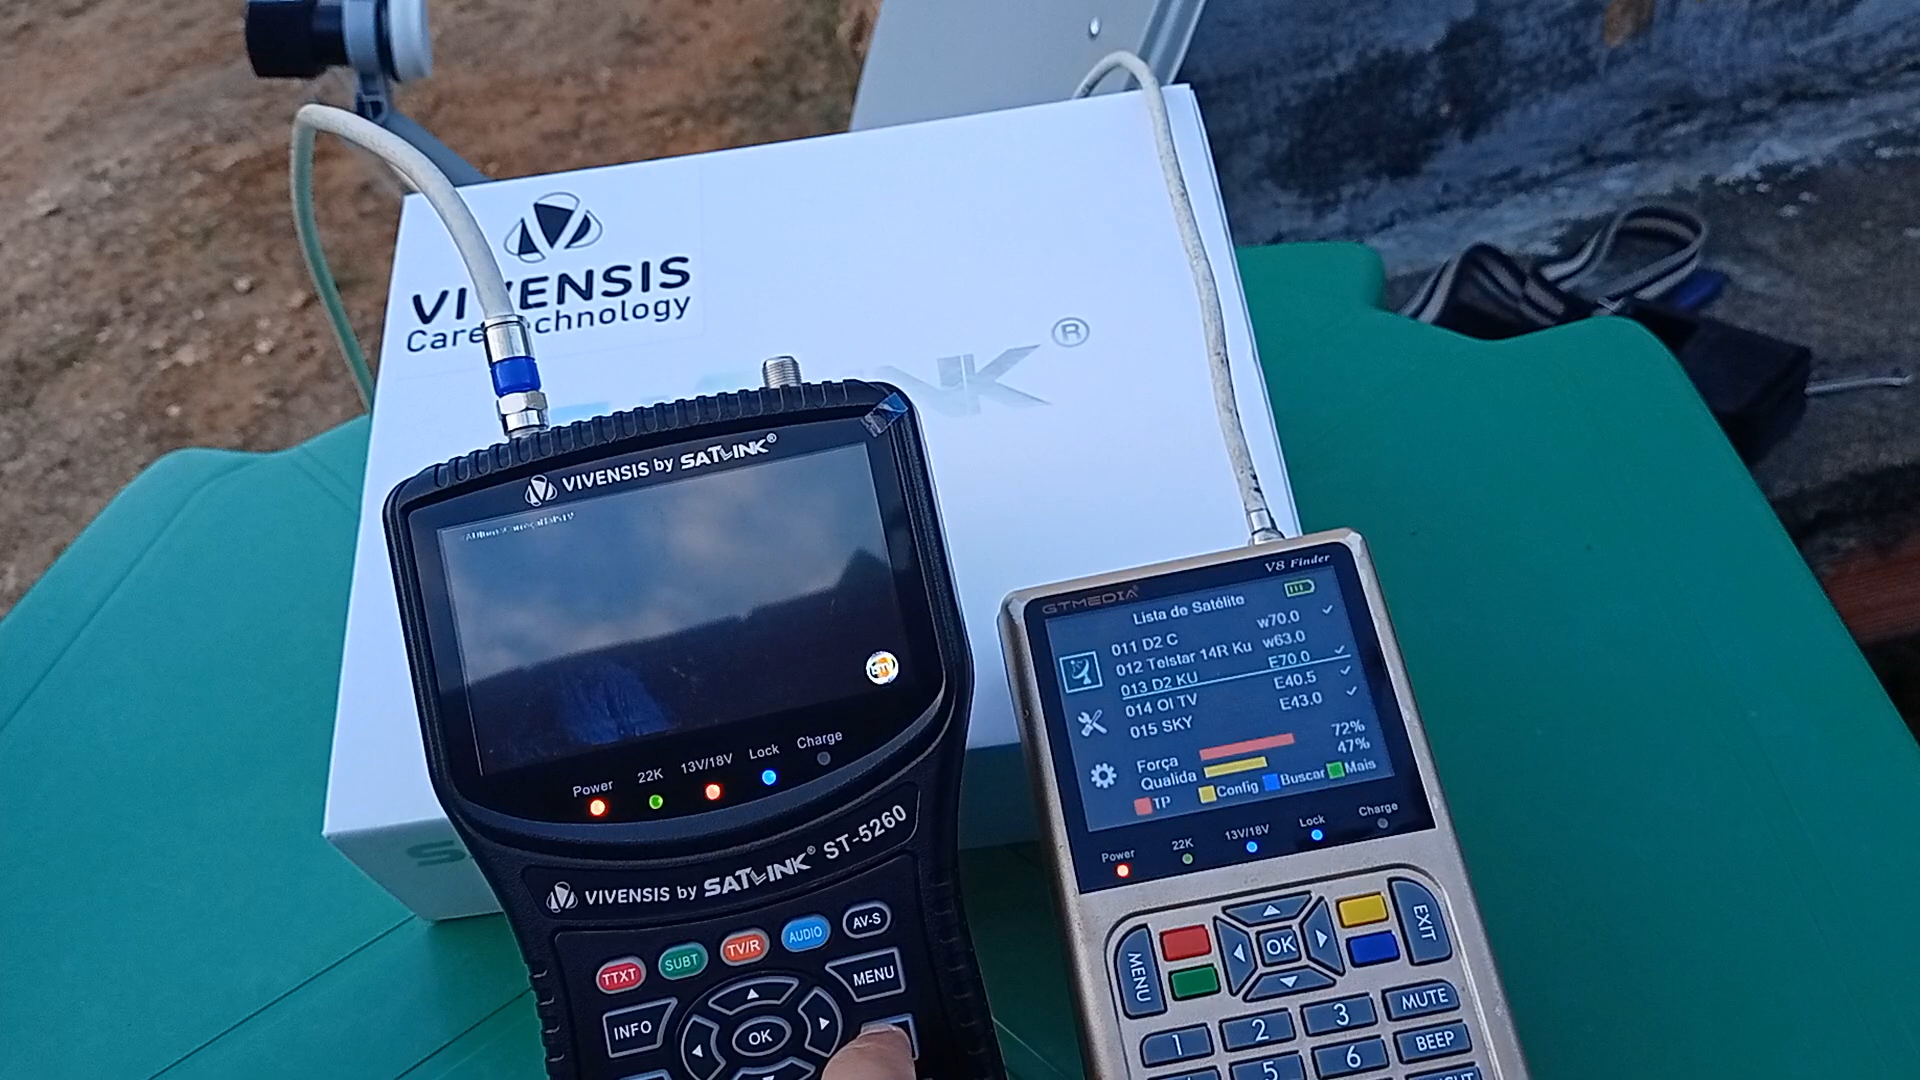 VIVENSIS
Care
chnology
®
VIVENSIS by SATLINK®
Power
22K
13V/18V
Lock
Charge
VIVENSIS by SATLINK® ST-5260
TTXT
SUBT
TV/R
AUDIO
AV-S
INFO
MENU
OK
GTMEDIA
V8 Finder
Lista de Satélite
011 D2 C w70.0
012 Telstar 14R Ku w63.0
013 D2 KU E70.0
014 OI TV E40.5
015 SKY E43.0
Força 72%
Qualida 47%
TP Config Buscar Mais
Power
22K
13V/18V
Lock
Charge
MENU
OK
EXIT
1 2 3 MUTE
5 6 BEEP